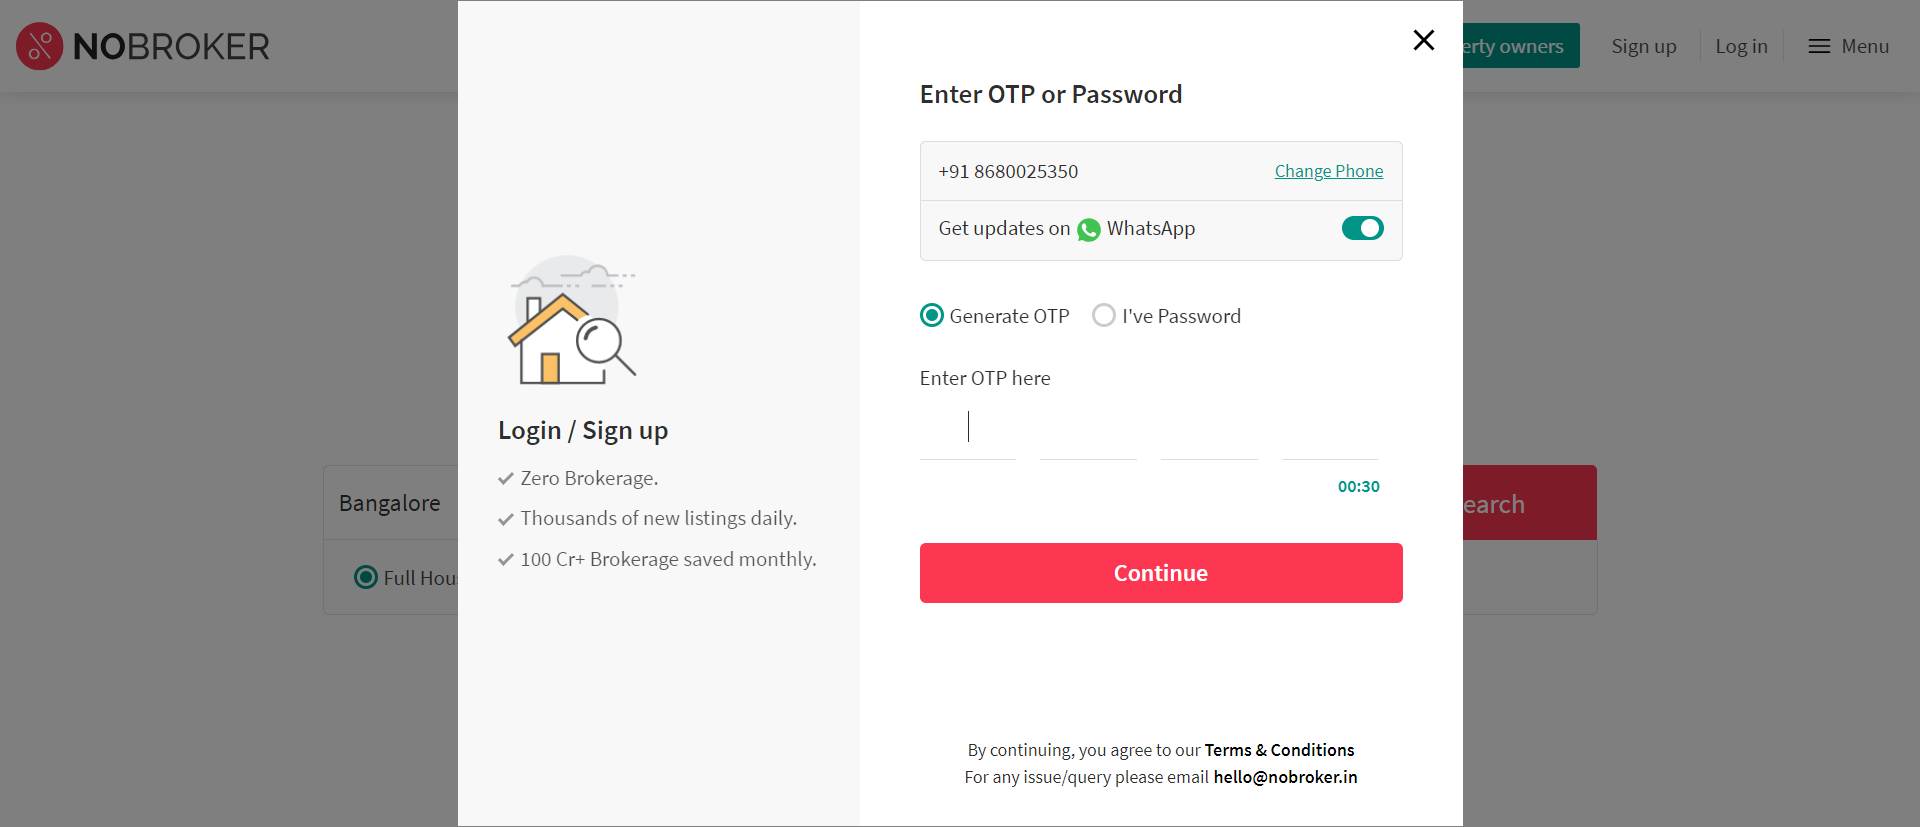 NOBROKER
erty owners
Sign up
Log in
Menu
Enter OTP or Password
+91 8680025350
Change Phone
Get updates on WhatsApp
Generate OTP
I've Password
Enter OTP here
00:30
Continue
By continuing, you agree to our Terms & Conditions
For any issue/query please email hello@nobroker.in
Login / Sign up
Zero Brokerage.
Thousands of new listings daily.
100 Cr+ Brokerage saved monthly.
Bangalore
earch
Full Hou